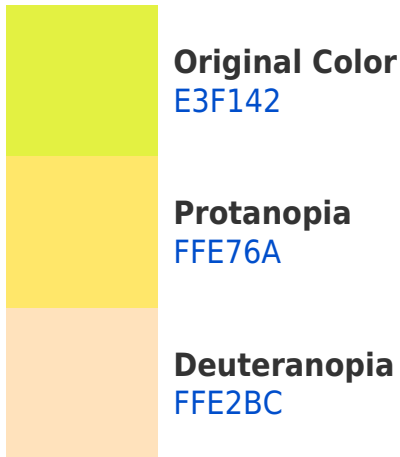 Original Color
E3F142
Protanopia
FFE76A
Deuteranopia
FFE2BC